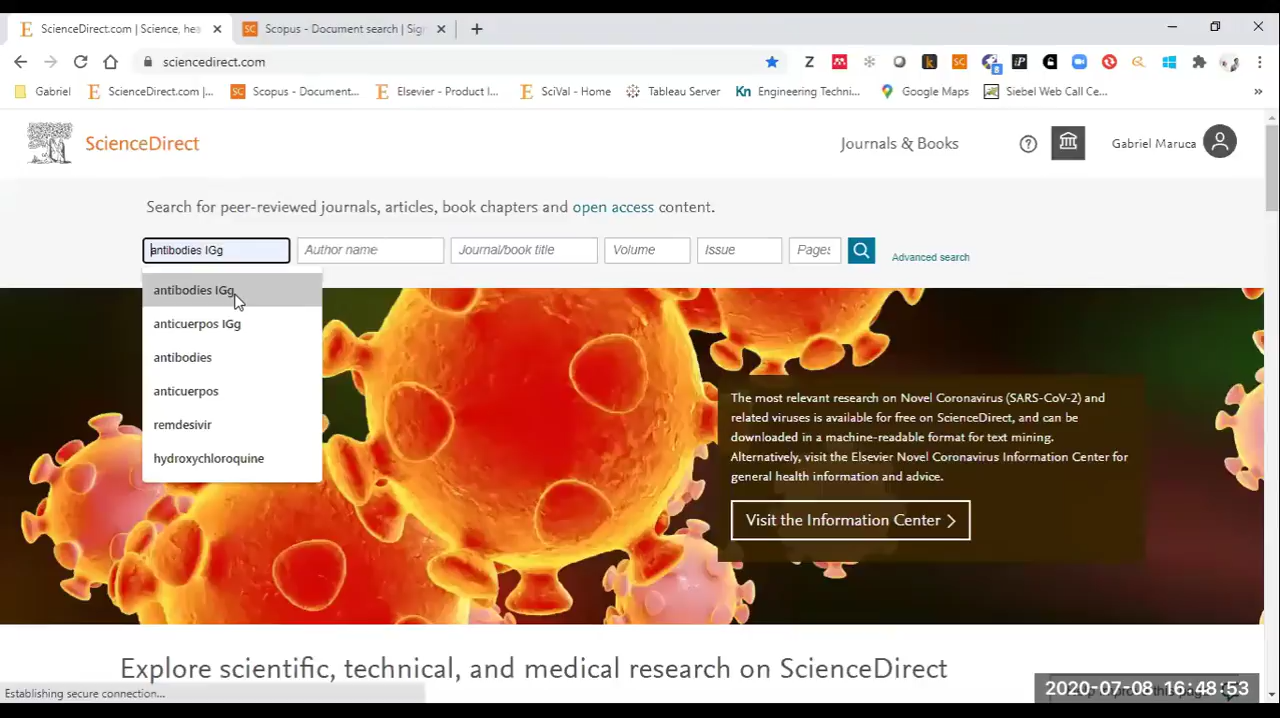 ScienceDirect.com | Science, hea
Scopus - Document search | Sig
sciencedirect.com
Gabriel
ScienceDirect.com |...
Scopus - Document...
Elsevier - Product I...
SciVal - Home
Tableau Server
Kn Engineering Techni...
Google Maps
Siebel Web Call Ce...
ScienceDirect
Journals & Books
Gabriel Maruca
Search for peer-reviewed journals, articles, book chapters and open access content.
antibodies IGg
Author name
Journal/book title
Volume
Issue
Pages
Advanced search
antibodies IGg
anticuerpos IGg
antibodies
anticuerpos
remdesivir
hydroxychloroquine
The most relevant research on Novel Coronavirus (SARS-CoV-2) and
related viruses is available for free on ScienceDirect, and can be
downloaded in a machine-readable format for text mining.
Alternatively, visit the Elsevier Novel Coronavirus Information Center for
general health information and advice.
Visit the Information Center
Explore scientific, technical, and medical research on ScienceDirect
Establishing secure connection...
2020-07-08 16:48:53